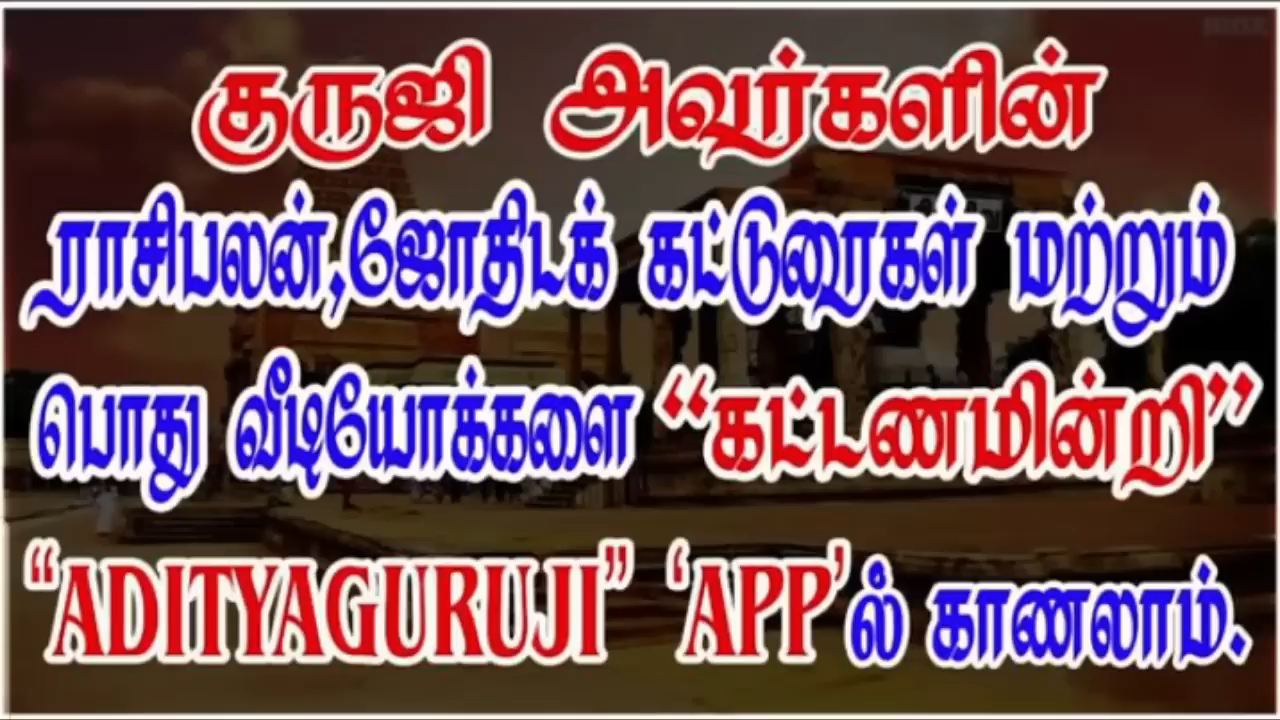 குருஜி அவர்களின்
ராசிபலன்,ஜோதிடக் கட்டுரைகள் மற்றும்
பொது வீடியோக்களை “கட்டணமின்றி”
“ADITYAGURUJI” ‘APP’ல் காணலாம்.